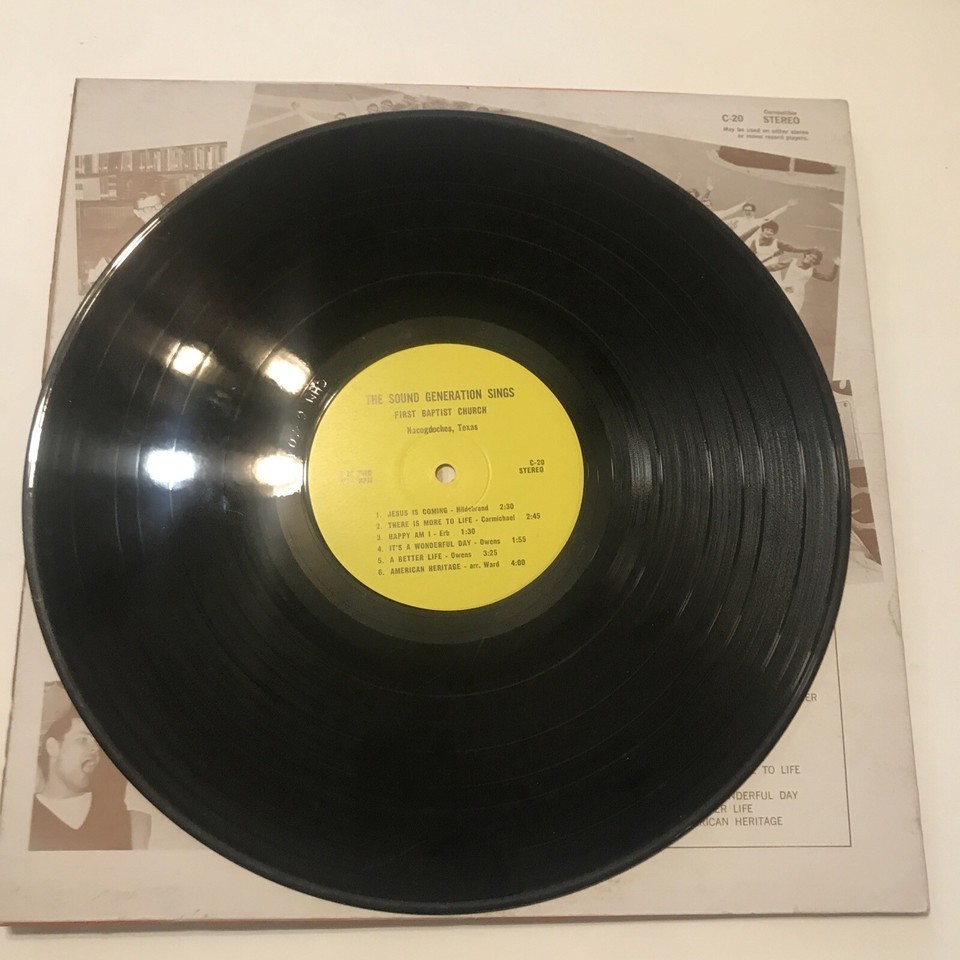 C-20
Compatible
STEREO
May be used on either stereo
or mono record players.
THE SOUND GENERATION SINGS
FIRST BAPTIST CHURCH
Nacogdoches, Texas
C-20
STEREO
1. JESUS IS COMING - Hildebrand 2:30
2. THERE IS MORE TO LIFE - Carmichael 2:45
3. HAPPY AM I - Erb 1:30
4. IT'S A WONDERFUL DAY - Owens 1:55
5. A BETTER LIFE - Owens 3:25
6. AMERICAN HERITAGE - arr. Ward 4:00
ER
TO LIFE
NDERFUL DAY
ER LIFE
RICAN HERITAGE